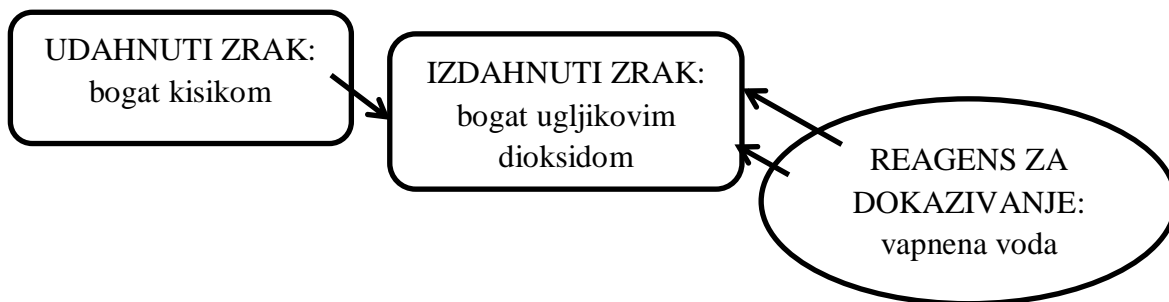 UDAHNUTI ZRAK:
bogat kisikom
IZDAHNUTI ZRAK:
bogat ugljikovim
dioksidom
REAGENS ZA
DOKAZIVANJE:
vapnena voda